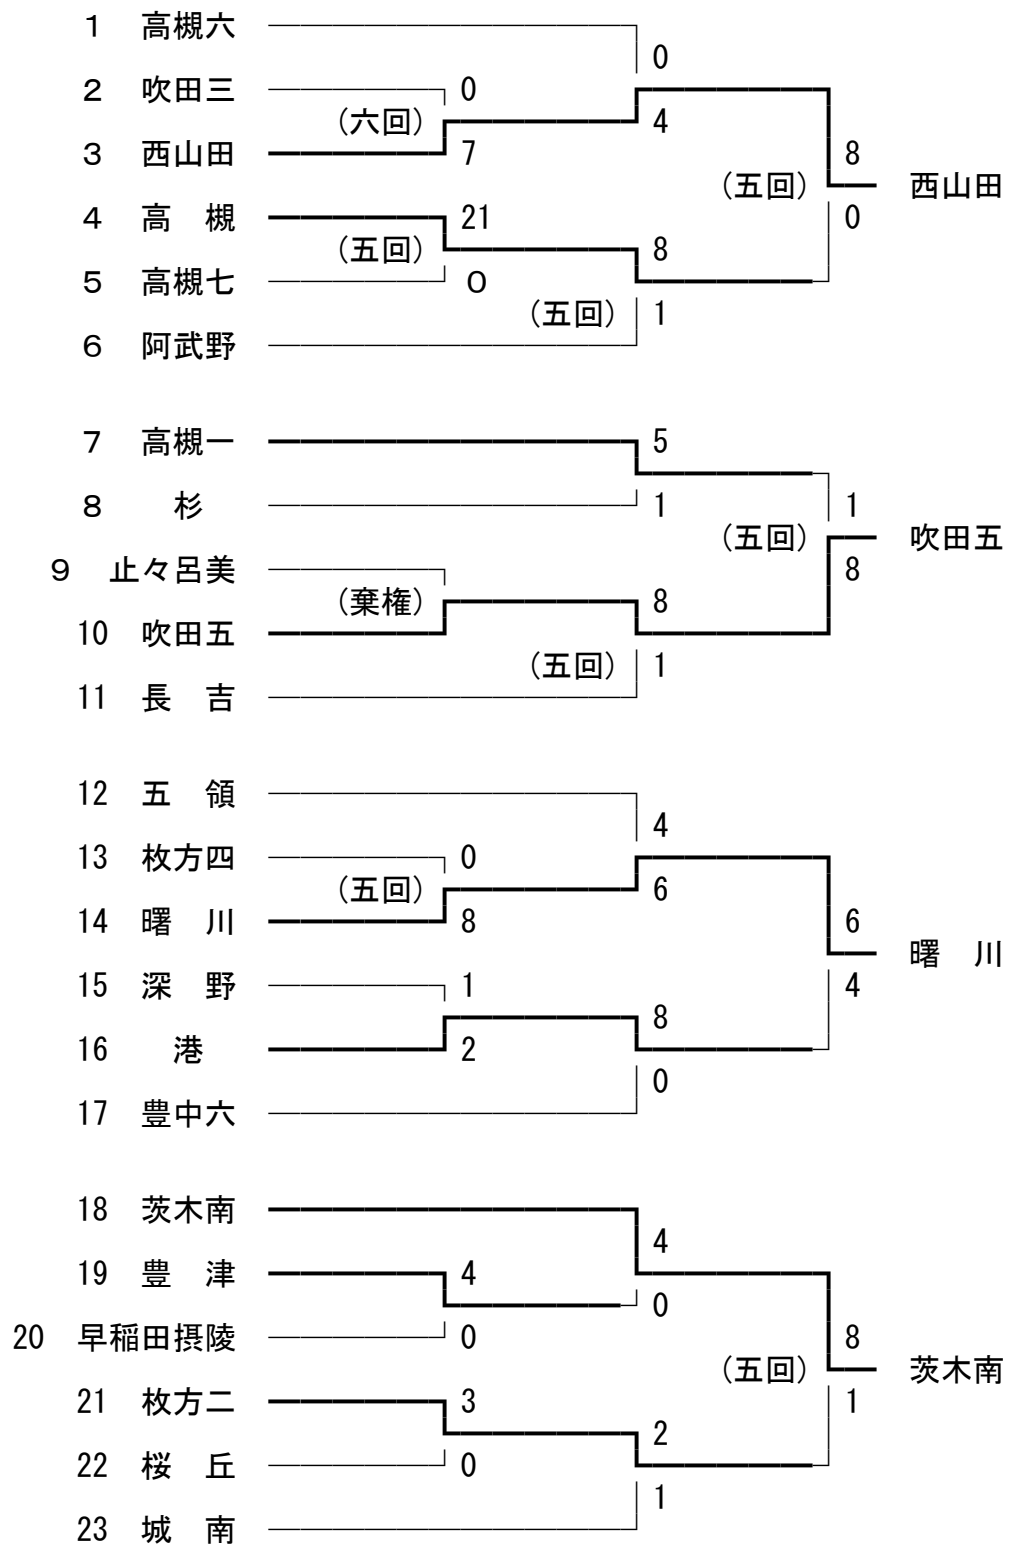 1 高槻六
0
2 吹田三 0
(六回) 4
3 西山田 7 8
(五回) 西山田
4 高　槻 21 0
(五回) 8
5 高槻七 O
(五回) 1
6 阿武野
7 高槻一 5
8 杉 1 1
(五回) 吹田五
9 止々呂美 8
(棄権) 8
10 吹田五
(五回) 1
11 長　吉
12 五　領
4
13 枚方四 0
(五回) 6
14 曙　川 8 6
曙　川
15 深　野 1 4
8
16 港 2
0
17 豊中六
18 茨木南
4
19 豊　津 4
0
20 早稲田摂陵 0 8
(五回) 茨木南
21 枚方二 3 1
2
22 桜　丘 0
1
23 城　南